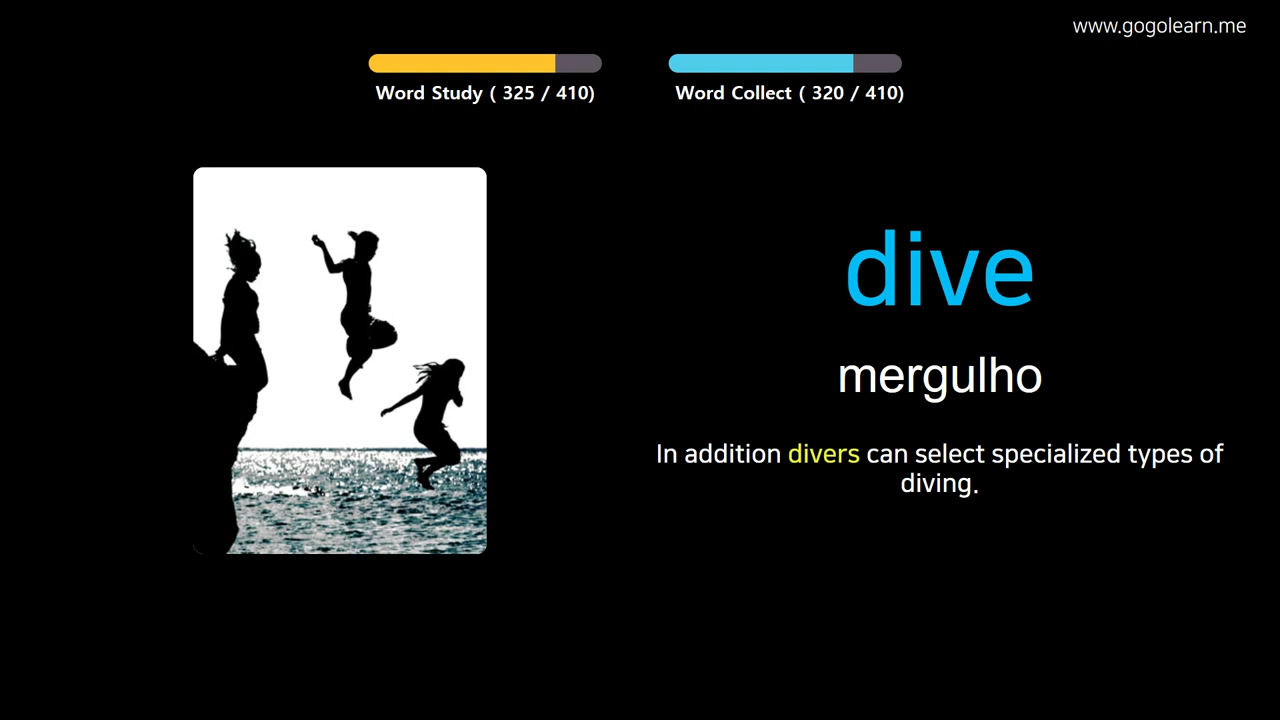 www.gogolearn.me
Word Study ( 325 / 410)
Word Collect ( 320 / 410)
dive
mergulho
In addition divers can select specialized types of
diving.